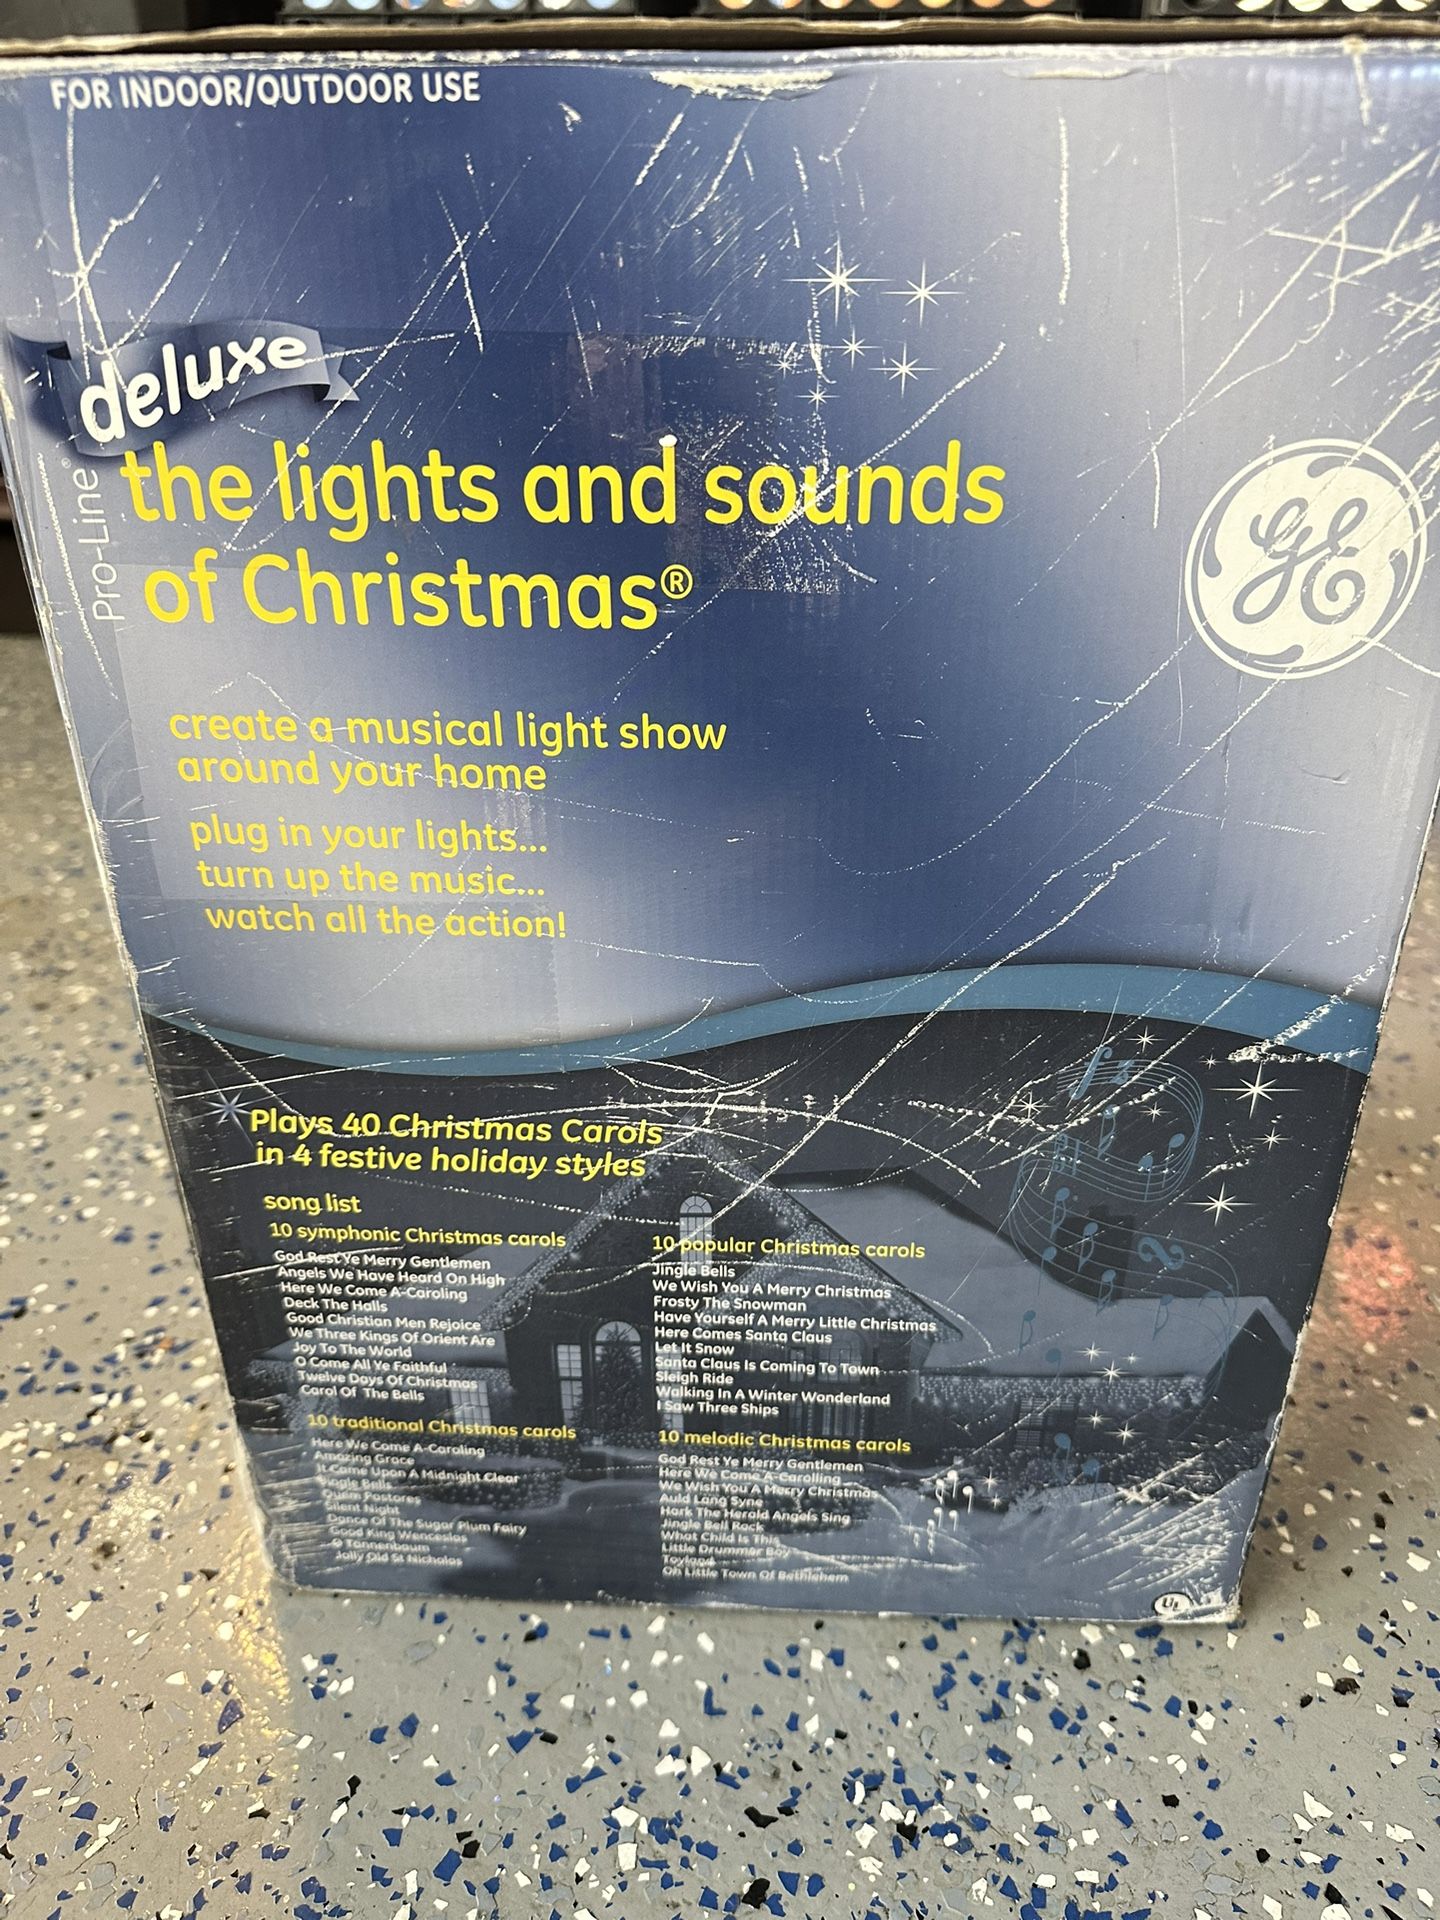 FOR INDOOR/OUTDOOR USE
deluxe
Pro-Line®
the lights and sounds
of Christmas®
GE
create a musical light show
around your home
plug in your lights...
turn up the music...
watch all the action!
Plays 40 Christmas Carols
in 4 festive holiday styles
song list
10 symphonic Christmas carols
God Rest Ye Merry Gentlemen
Angels We Have Heard On High
Here We Come A-Caroling
Deck The Halls
Good Christian Men Rejoice
We Three Kings Of Orient Are
Joy To The World
O Come All Ye Faithful
Twelve Days Of Christmas
Carol Of The Bells
10 traditional Christmas carols
Here We Come A-Caroling
Amazing Grace
It Came Upon A Midnight Clear
Jingle Bells
Quem Pastores
Silent Night
Dance Of The Sugar Plum Fairy
Good King Wenceslas
O Tannenbaum
Jolly Old St Nicholas
10 popular Christmas carols
Jingle Bells
We Wish You A Merry Christmas
Frosty The Snowman
Have Yourself A Merry Little Christmas
Here Comes Santa Claus
Let It Snow
Santa Claus Is Coming To Town
Sleigh Ride
Walking In A Winter Wonderland
I Saw Three Ships
10 melodic Christmas carols
God Rest Ye Merry Gentlemen
Here We Come A-Carolling
We Wish You A Merry Christmas
Auld Lang Syne
Hark The Herald Angels Sing
Jingle Bell Rock
What Child Is This
Little Drummer Boy
Toyland
Oh Little Town Of Bethlehem
UL